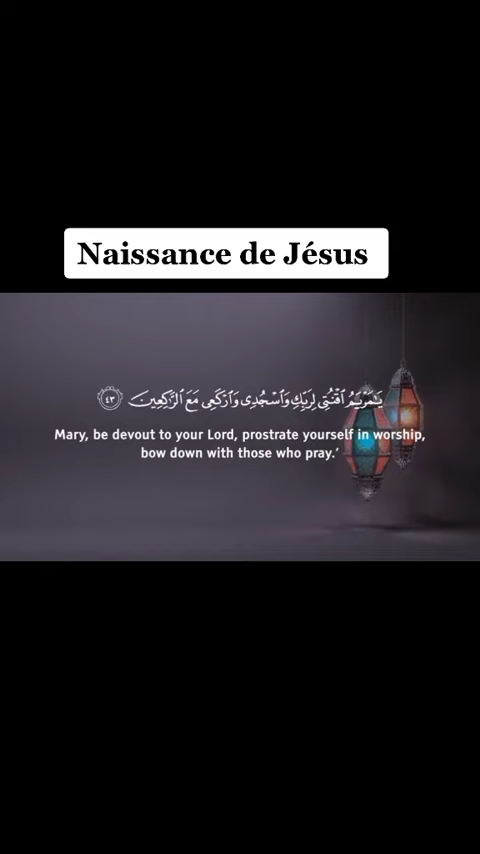 Naissance de Jésus
يَـٰمَرْيَمُ ٱقْنُتِى لِرَبِّكِ وَٱسْجُدِى وَٱرْكَعِى مَعَ ٱلرَّٰكِعِينَ ٤٣
Mary, be devout to your Lord, prostrate yourself in worship,
bow down with those who pray.’